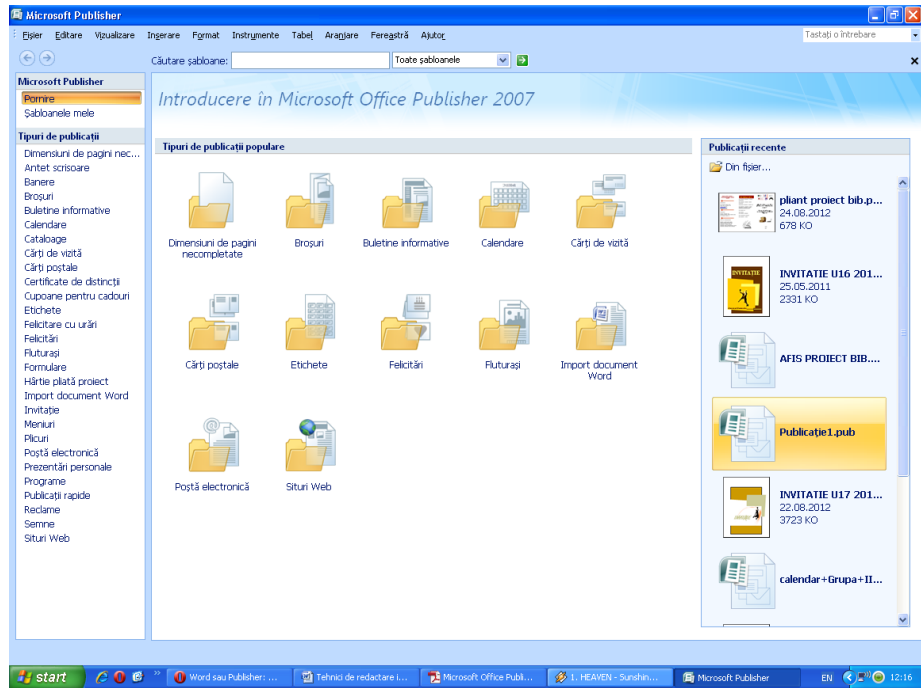 Microsoft Publisher
Fișier Editare Vizualizare Inserare Format Instrumente Tabel Aranjare Fereastră Ajutor
Tastați o întrebare
Căutare șabloane: Toate șabloanele
Microsoft Publisher
Pornire
Șabloanele mele
Tipuri de publicații
Dimensiuni de pagini nec...
Antet scrisoare
Banere
Broșuri
Buletine informative
Calendare
Cataloage
Cărți de vizită
Cărți poștale
Certificate de distincții
Cupoane pentru cadouri
Etichete
Felicitare cu urări
Felicitări
Fluturași
Formulare
Hârtie pliată proiect
Import document Word
Invitație
Meniuri
Plicuri
Poștă electronică
Prezentări personale
Programe
Publicații rapide
Reclame
Semne
Situri Web
Introducere în Microsoft Office Publisher 2007
Tipuri de publicații populare
Dimensiuni de pagini
necompletate
Broșuri
Buletine informative
Calendare
Cărți de vizită
Cărți poștale
Etichete
Felicitări
Fluturași
Import document
Word
Poștă electronică
Situri Web
Publicații recente
Din fișier...
pliant proiect bib.p...
24.08.2012
678 KO
INVITATIE
INVITATIE U16 201...
25.05.2011
2331 KO
AFIS PROIECT BIB....
Publicație1.pub
INVITATIE U17 201...
22.08.2012
3723 KO
calendar+Grupa+II...
start
Word sau Publisher: ...
Tehnici de redactare i...
Microsoft Office Publi...
1. HEAVEN - Sunshin...
Microsoft Publisher
EN
12:16